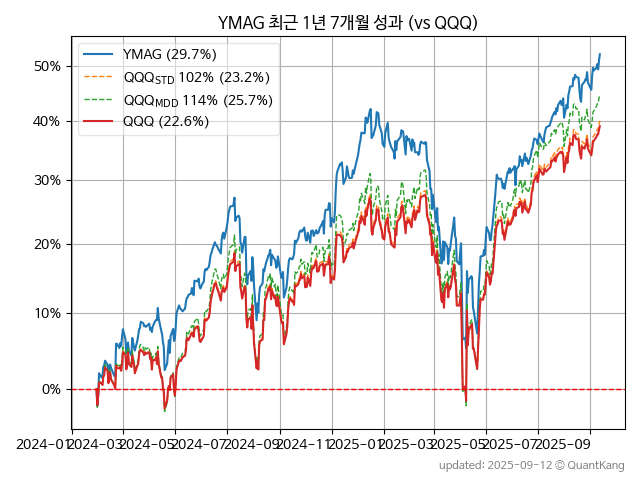 YMAG 최근 1년 7개월 성과 (vs QQQ)
YMAG (29.7%)
QQQSTD 102% (23.2%)
QQQMDD 114% (25.7%)
QQQ (22.6%)
50%
40%
30%
20%
10%
0%
2024-01 2024-03 2024-05 2024-07 2024-09 2024-11 2025-01 2025-03 2025-05 2025-07 2025-09
updated: 2025-09-12 © QuantKang